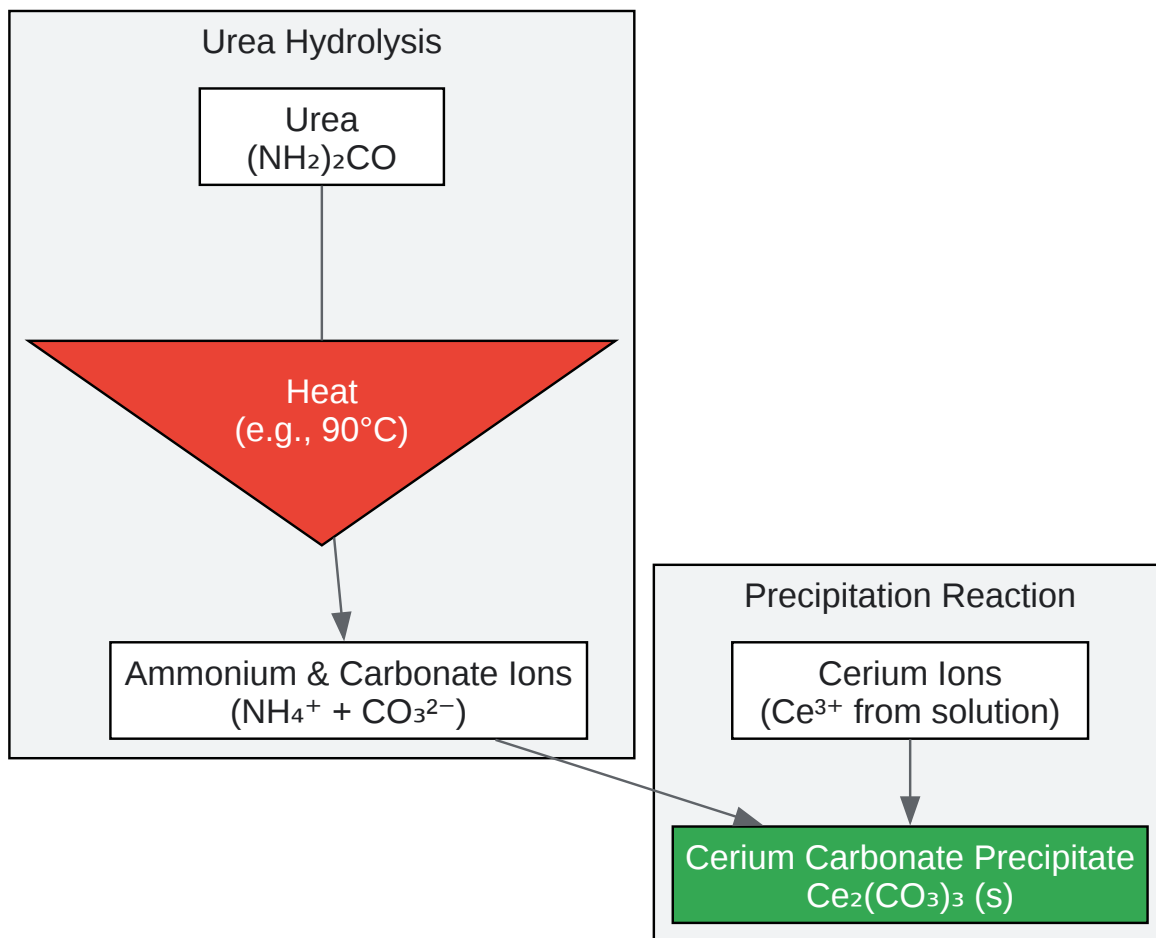 Urea Hydrolysis
Urea
(NH₂)₂CO
Heat
(e.g., 90°C)
Ammonium & Carbonate Ions
(NH₄⁺ + CO₃²⁻)
Precipitation Reaction
Cerium Ions
(Ce³⁺ from solution)
Cerium Carbonate Precipitate
Ce₂(CO₃)₃ (s)